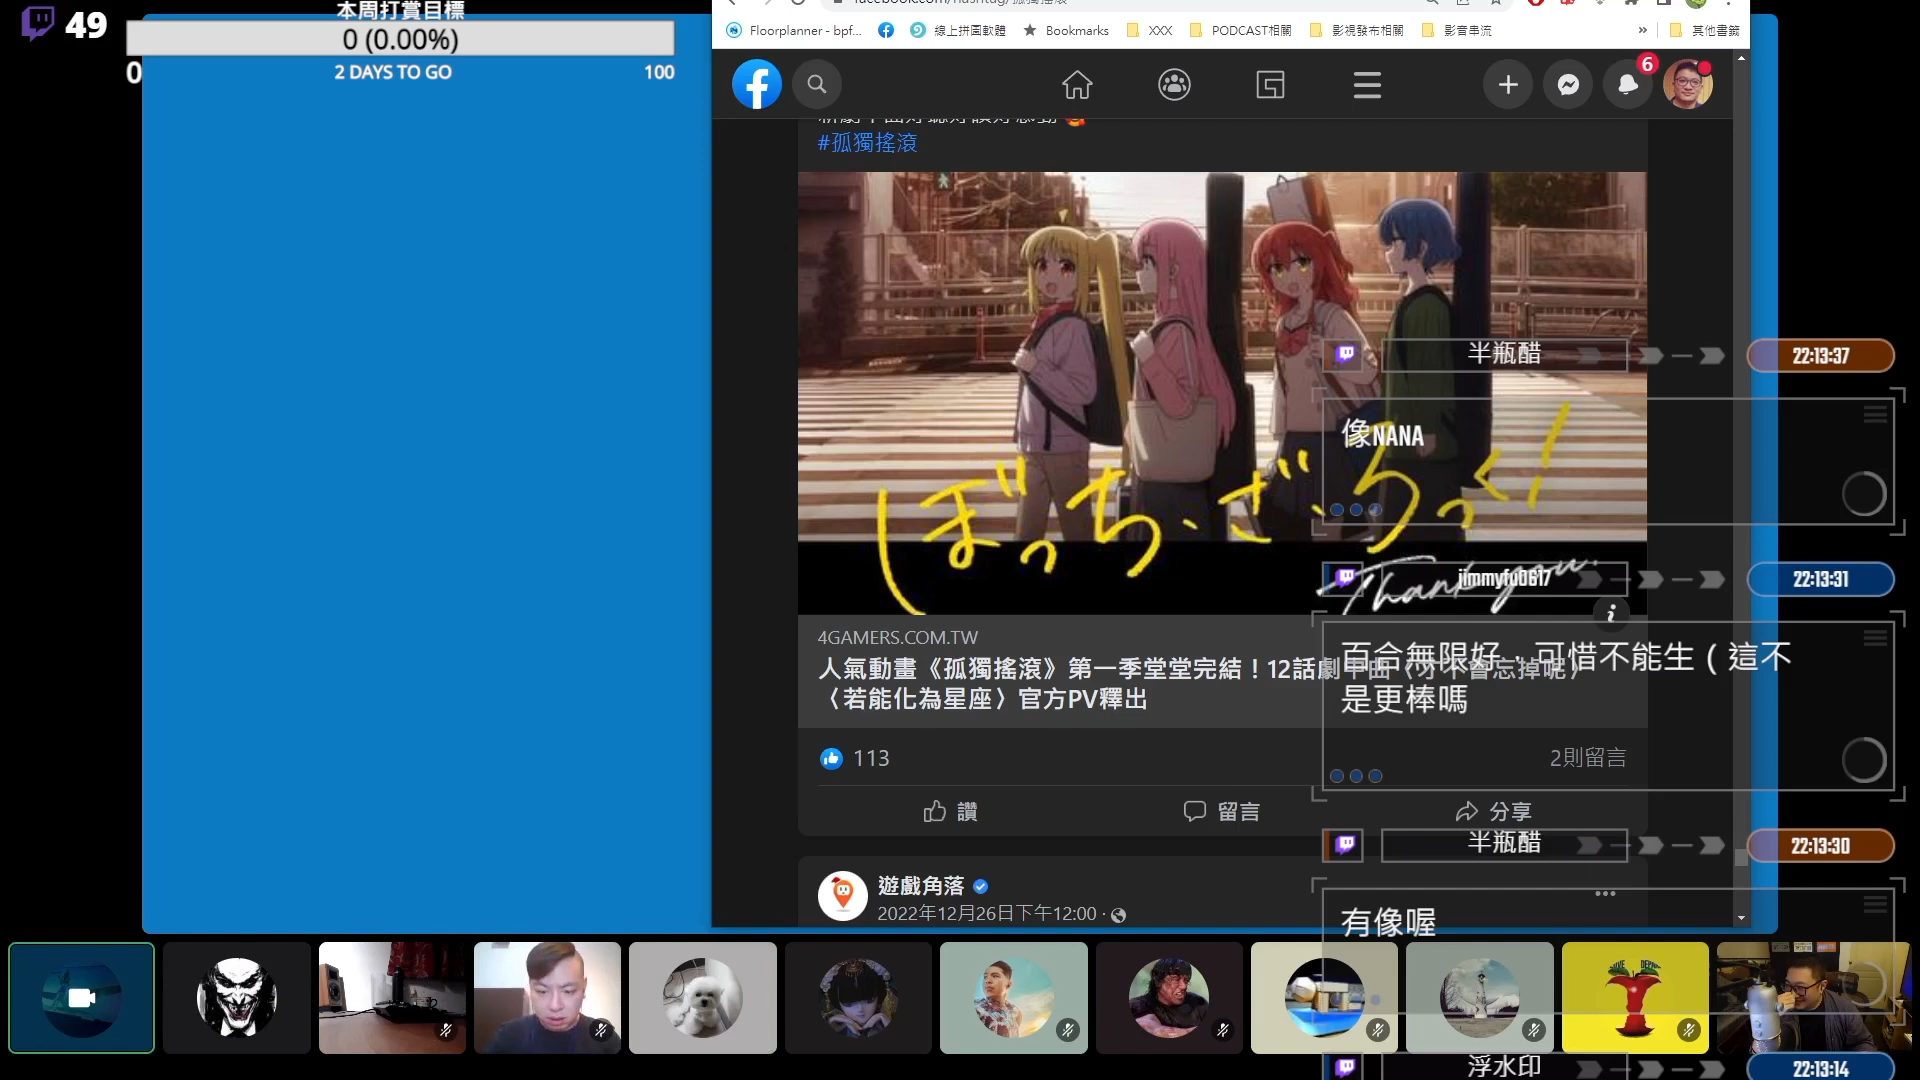 49
本周打賞目標
0 (0.00%)
0
2 DAYS TO GO
100
Floorplanner - bpf...
線上拼圖軟體
Bookmarks
XXX
PODCAST相關
影視發布相關
影音串流
»
其他書籤
6
#孤獨搖滾
ぼっち・ざ・ろっく！
Thank you.
4GAMERS.COM.TW
人氣動畫《孤獨搖滾》第一季堂堂完結！12話劇中曲
〈若能化為星座〉官方PV釋出
113
2則留言
讚
留言
分享
遊戲角落
2022年12月26日下午12:00
半瓶醋
22:13:37
像NANA
jimmyfu0617
22:13:31
百合無限好，可惜不能生（這不
是更棒嗎
半瓶醋
22:13:30
有像喔
浮水印
22:13:14